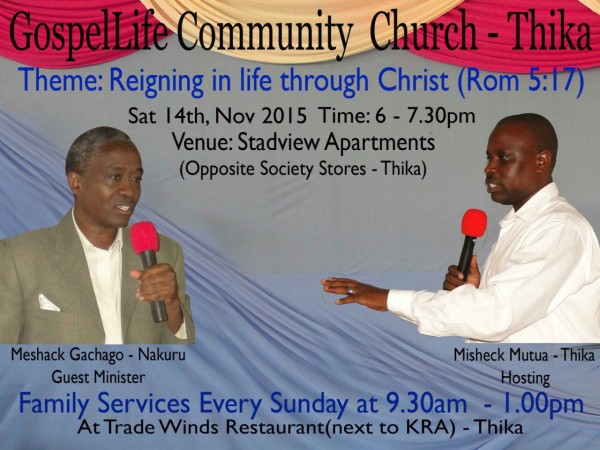 GospelLife Community Church - Thika
Theme: Reigning in life through Christ (Rom 5:17)
Sat 14th, Nov 2015 Time: 6 - 7.30pm
Venue: Stadview Apartments
(Opposite Society Stores - Thika)
Meshack Gachago - Nakuru
Guest Minister
Misheck Mutua - Thika
Hosting
Family Services Every Sunday at 9.30am - 1.00pm
At Trade Winds Restaurant(next to KRA) - Thika